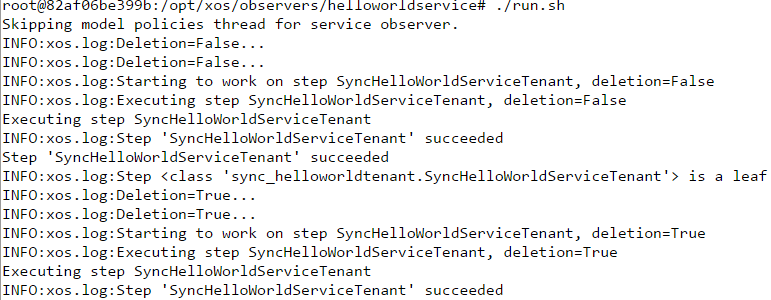 root@82af06be399b:/opt/xos/observers/helloworldservice# ./run.sh
Skipping model policies thread for service observer.
INFO:xos.log:Deletion=False...
INFO:xos.log:Deletion=False...
INFO:xos.log:Starting to work on step SyncHelloWorldServiceTenant, deletion=False
INFO:xos.log:Executing step SyncHelloWorldServiceTenant, deletion=False
Executing step SyncHelloWorldServiceTenant
INFO:xos.log:Step 'SyncHelloWorldServiceTenant' succeeded
Step 'SyncHelloWorldServiceTenant' succeeded
INFO:xos.log:Step <class 'sync_helloworldtenant.SyncHelloWorldServiceTenant'> is a leaf
INFO:xos.log:Deletion=True...
INFO:xos.log:Deletion=True...
INFO:xos.log:Starting to work on step SyncHelloWorldServiceTenant, deletion=True
INFO:xos.log:Executing step SyncHelloWorldServiceTenant, deletion=True
Executing step SyncHelloWorldServiceTenant
INFO:xos.log:Step 'SyncHelloWorldServiceTenant' succeeded